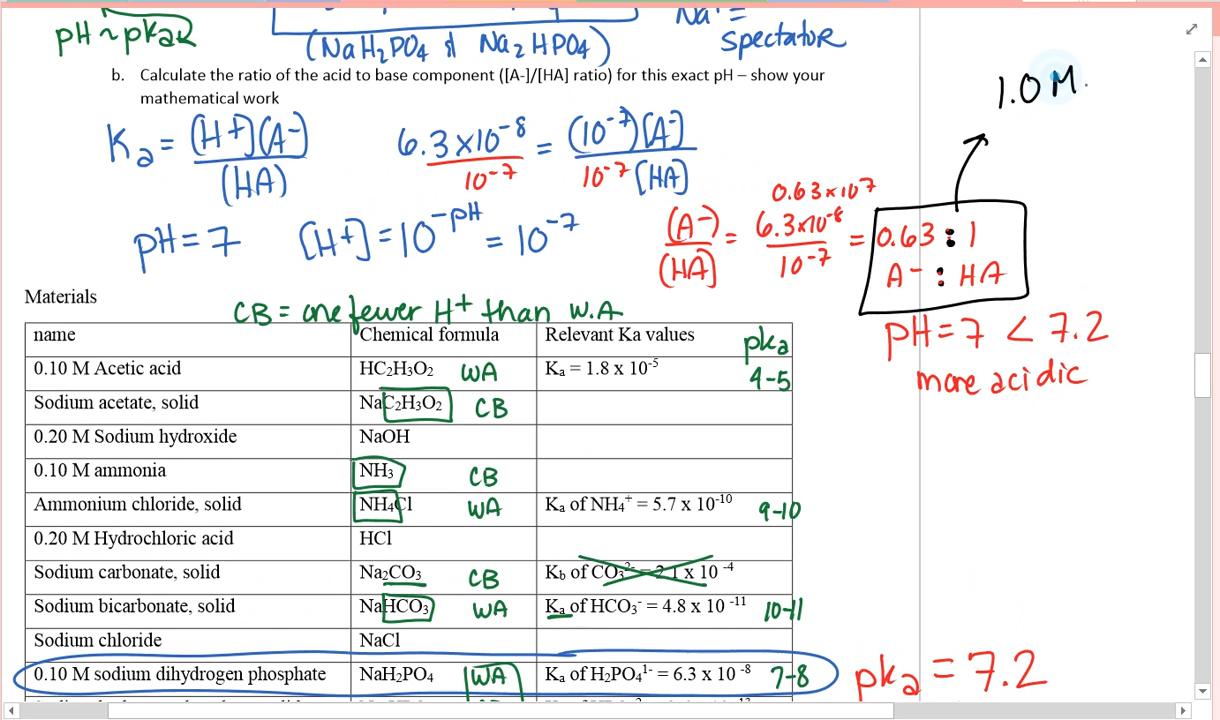 pH ~ pKa2
(NaH2PO4 & Na2HPO4)
Na+ =
spectator
b. Calculate the ratio of the acid to base component ([A-]/[HA] ratio) for this exact pH – show your
mathematical work
1.0 M
Ka = (H+)(A-) / (HA)
6.3 x 10^-8 / 10^-7 = (10^-7)(A-) / 10^-7 [HA]
pH = 7 [H+] = 10^-pH = 10^-7
0.63 x 10^7
(A-) / (HA) = 6.3x10^-8 / 10^-7 = 0.63 : 1
A- : HA
pH = 7 < 7.2
more acidic
Materials
CB = one fewer H+ than W.A
name Chemical formula Relevant Ka values pKa
0.10 M Acetic acid HC2H3O2 WA Ka = 1.8 x 10^-5 4-5
Sodium acetate, solid NaC2H3O2 CB
0.20 M Sodium hydroxide NaOH
0.10 M ammonia NH3 CB
Ammonium chloride, solid NH4Cl WA Ka of NH4+ = 5.7 x 10^-10 9-10
0.20 M Hydrochloric acid HCl
Sodium carbonate, solid Na2CO3 CB Kb of CO3^2- = 2.1 x 10^-4
Sodium bicarbonate, solid NaHCO3 WA Ka of HCO3- = 4.8 x 10^-11 10-11
Sodium chloride NaCl
0.10 M sodium dihydrogen phosphate NaH2PO4 WA Ka of H2PO4^1- = 6.3 x 10^-8 7-8
pKa = 7.2